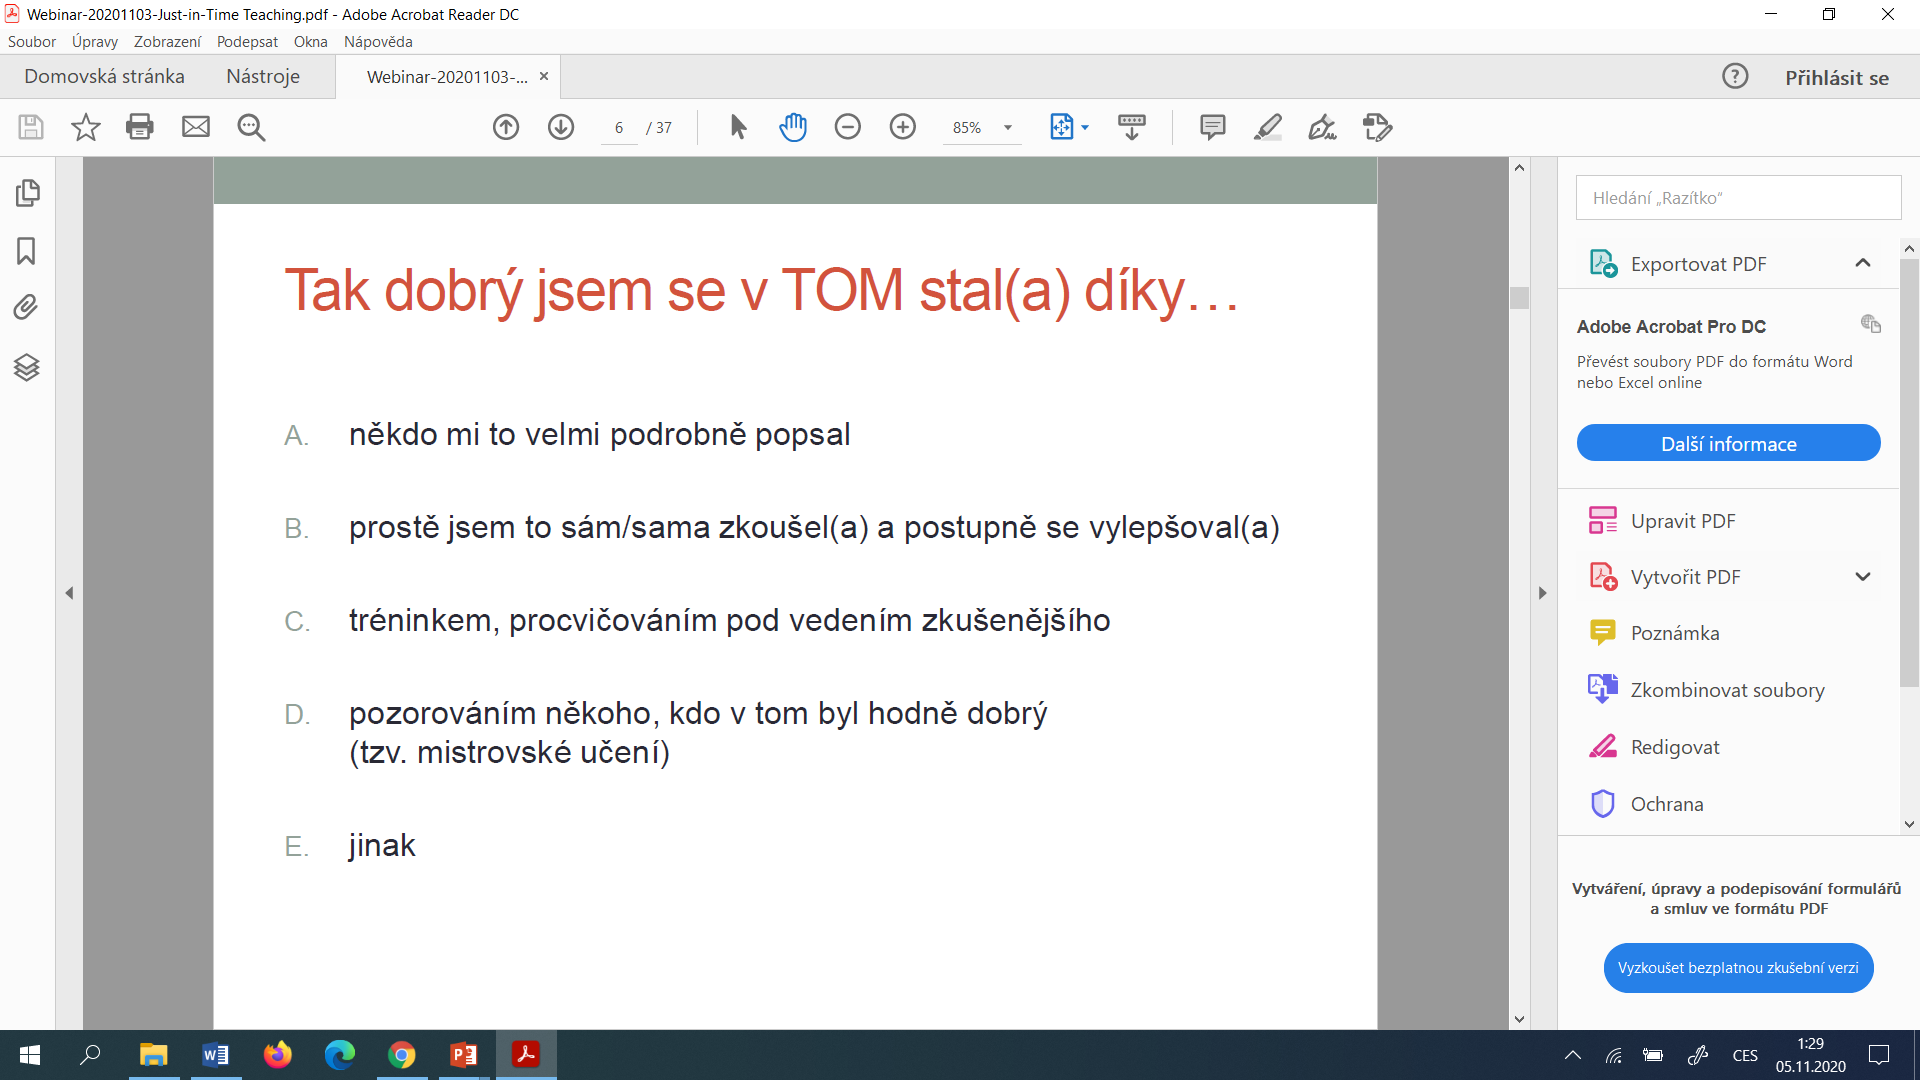 Webinar-20201103-Just-in-Time Teaching.pdf - Adobe Acrobat Reader DC
Soubor Úpravy Zobrazení Podepsat Okna Nápověda
Domovská stránka Nástroje Webinar-20201103-... × Přihlásit se
6 / 37 85%
Tak dobrý jsem se v TOM stal(a) díky…
A. někdo mi to velmi podrobně popsal
B. prostě jsem to sám/sama zkoušel(a) a postupně se vylepšoval(a)
C. tréninkem, procvičováním pod vedením zkušenějšího
D. pozorováním někoho, kdo v tom byl hodně dobrý
(tzv. mistrovské učení)
E. jinak
Hledání „Razítko“
Exportovat PDF
Adobe Acrobat Pro DC
Převést soubory PDF do formátu Word
nebo Excel online
Další informace
Upravit PDF
Vytvořit PDF
Poznámka
Zkombinovat soubory
Redigovat
Ochrana
Vytváření, úpravy a podepisování formulářů
a smluv ve formátu PDF
Vyzkoušet bezplatnou zkušební verzi
CES
1:29
05.11.2020